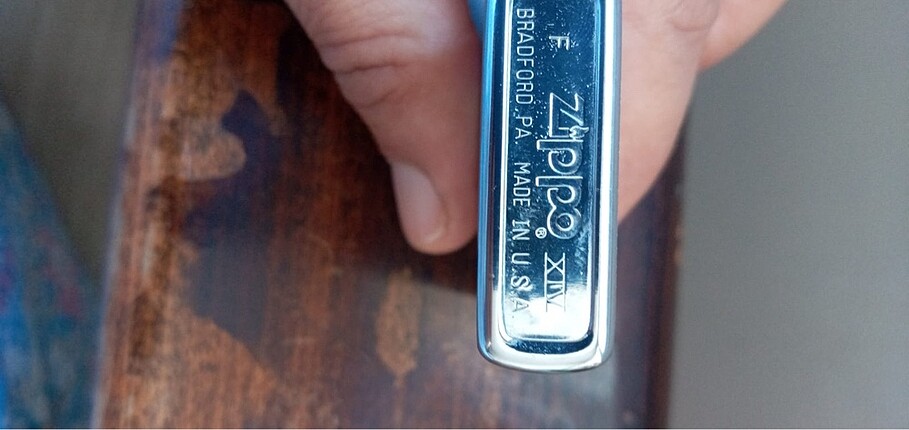 F Zippo® XIV
BRADFORD, PA MADE IN U.S.A